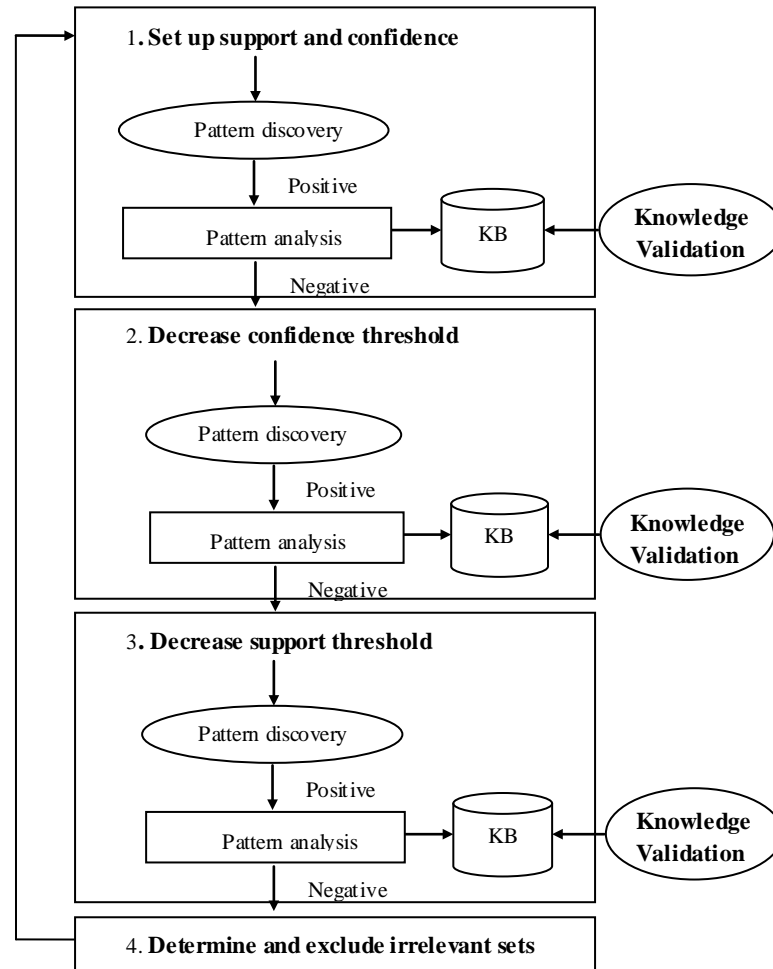 1. Set up support and confidence
Pattern discovery
Positive
Pattern analysis
KB
Knowledge
Validation
Negative
2. Decrease confidence threshold
Pattern discovery
Positive
Pattern analysis
KB
Knowledge
Validation
Negative
3. Decrease support threshold
Pattern discovery
Positive
Pattern analysis
KB
Knowledge
Validation
Negative
4. Determine and exclude irrelevant sets